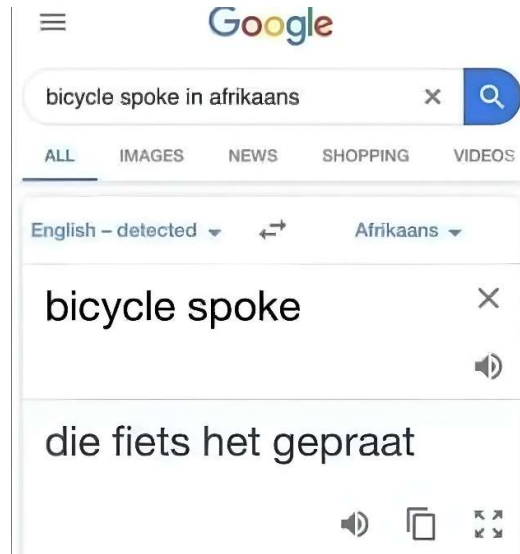 Google
bicycle spoke in afrikaans
ALL IMAGES NEWS SHOPPING VIDEOS
English – detected Afrikaans
bicycle spoke
die fiets het gepraat